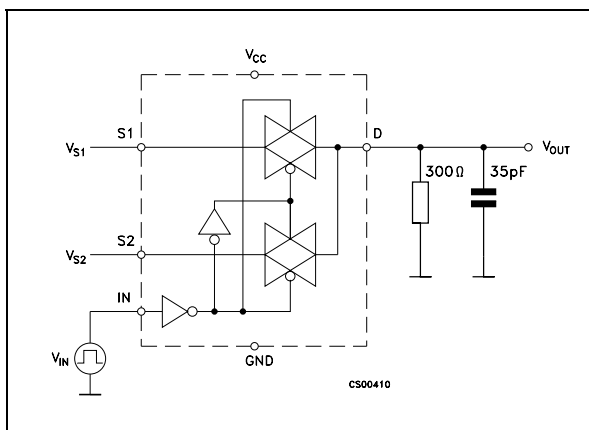 VCC
S1
D
VS1
VOUT
300Ω
35pF
S2
VS2
IN
VIN
GND
CS00410